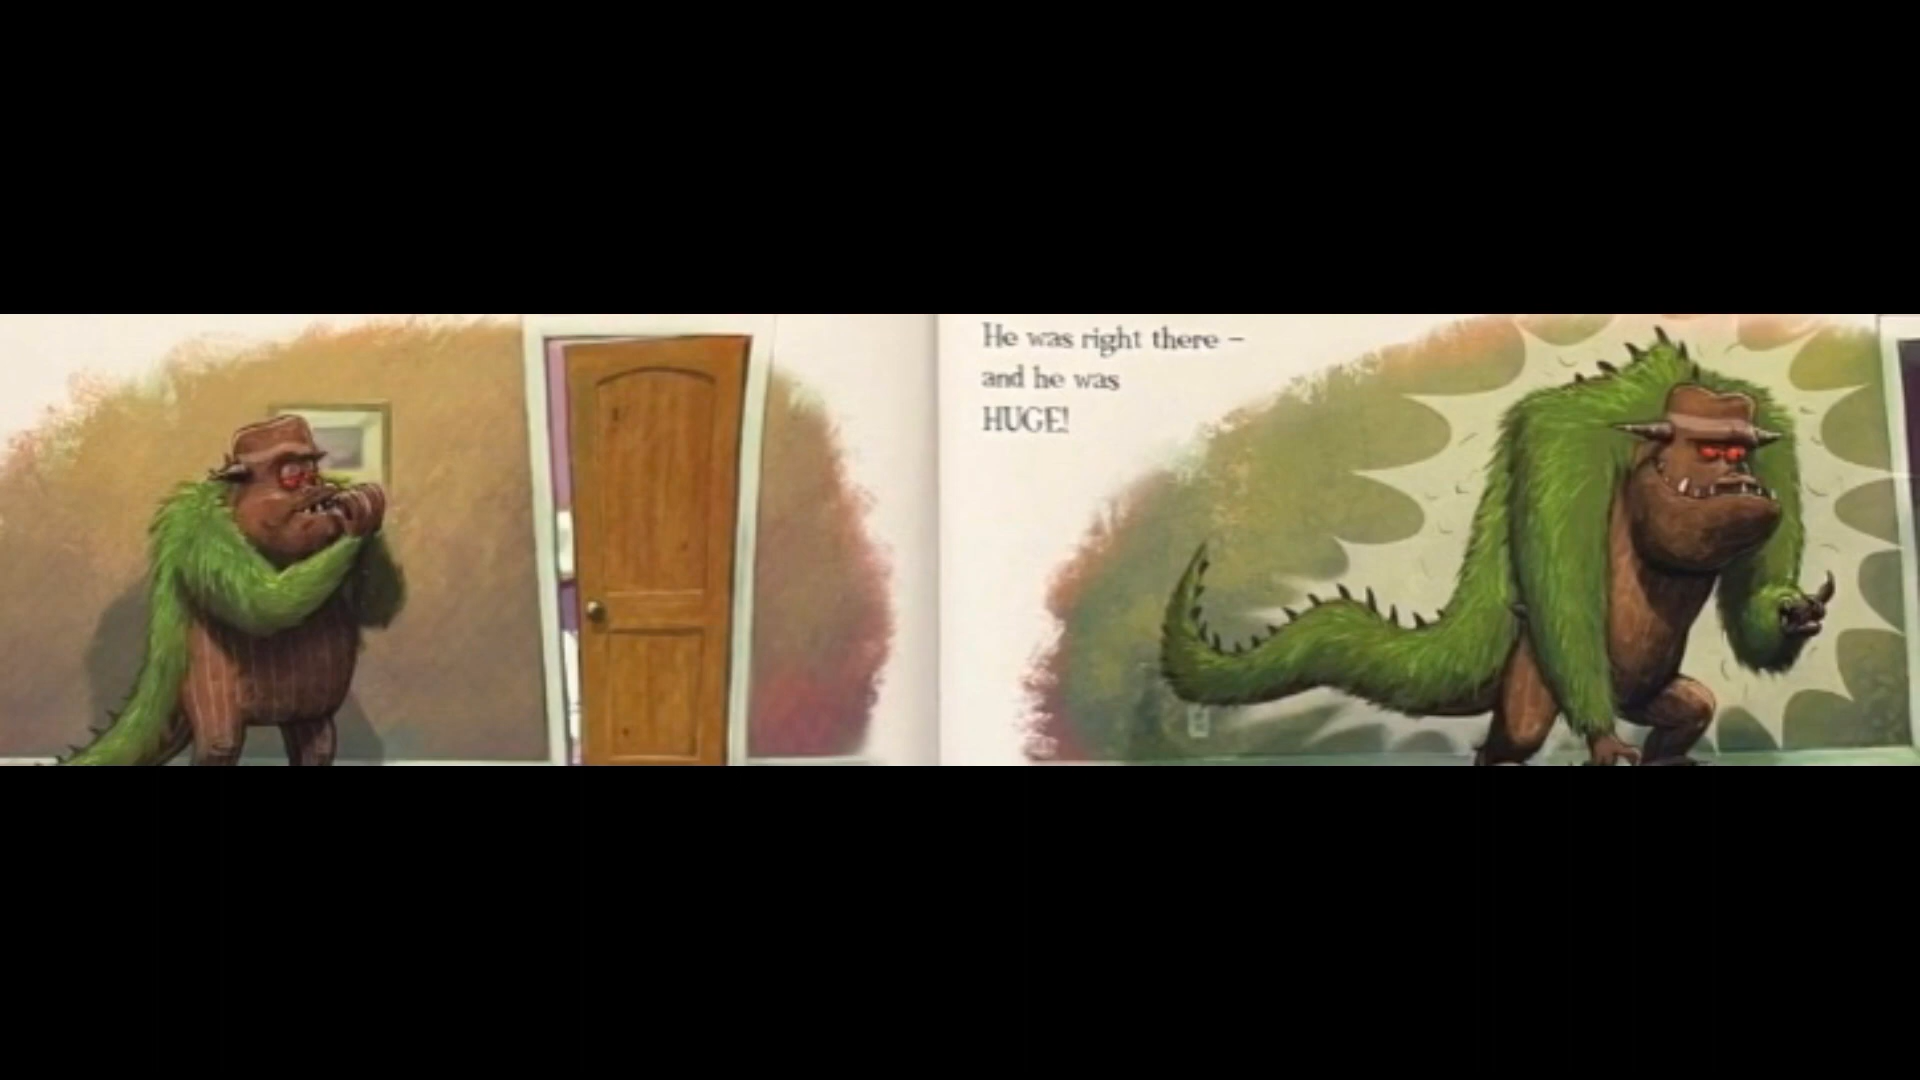 He was right there –
and he was
HUGE!